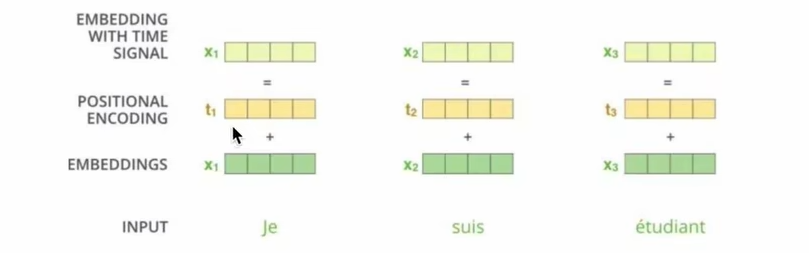 EMBEDDING
WITH TIME
SIGNAL
x1
x2
x3
=
=
=
POSITIONAL
ENCODING
t1
t2
t3
+
+
+
EMBEDDINGS
x1
x2
x3
INPUT
Je
suis
étudiant